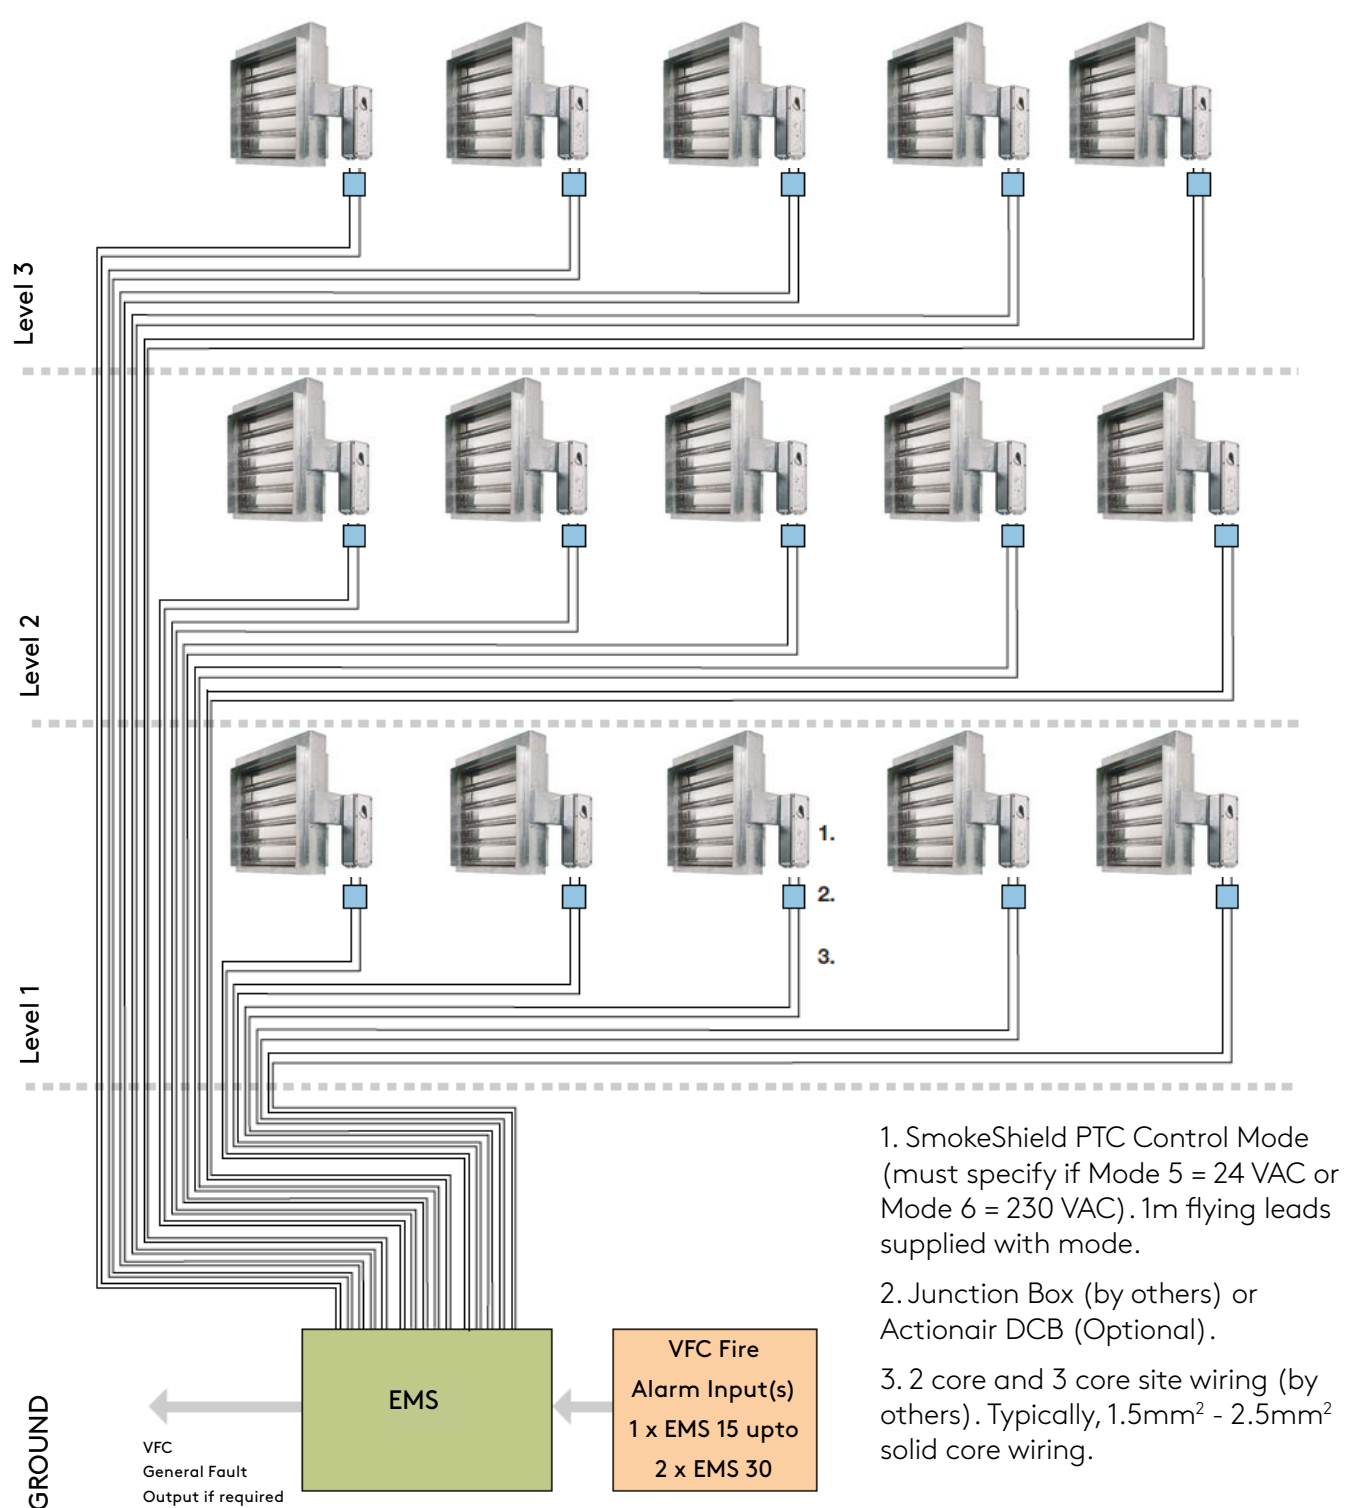 Level 3
Level 2
Level 1
1.
2.
3.
GROUND
EMS
VFC Fire
Alarm Input(s)
1 x EMS 15 upto
2 x EMS 30
VFC
General Fault
Output if required
1. SmokeShield PTC Control Mode
(must specify if Mode 5 = 24 VAC or
Mode 6 = 230 VAC). 1m flying leads
supplied with mode.
2. Junction Box (by others) or
Actionair DCB (Optional).
3. 2 core and 3 core site wiring (by
others). Typically, 1.5mm² - 2.5mm²
solid core wiring.